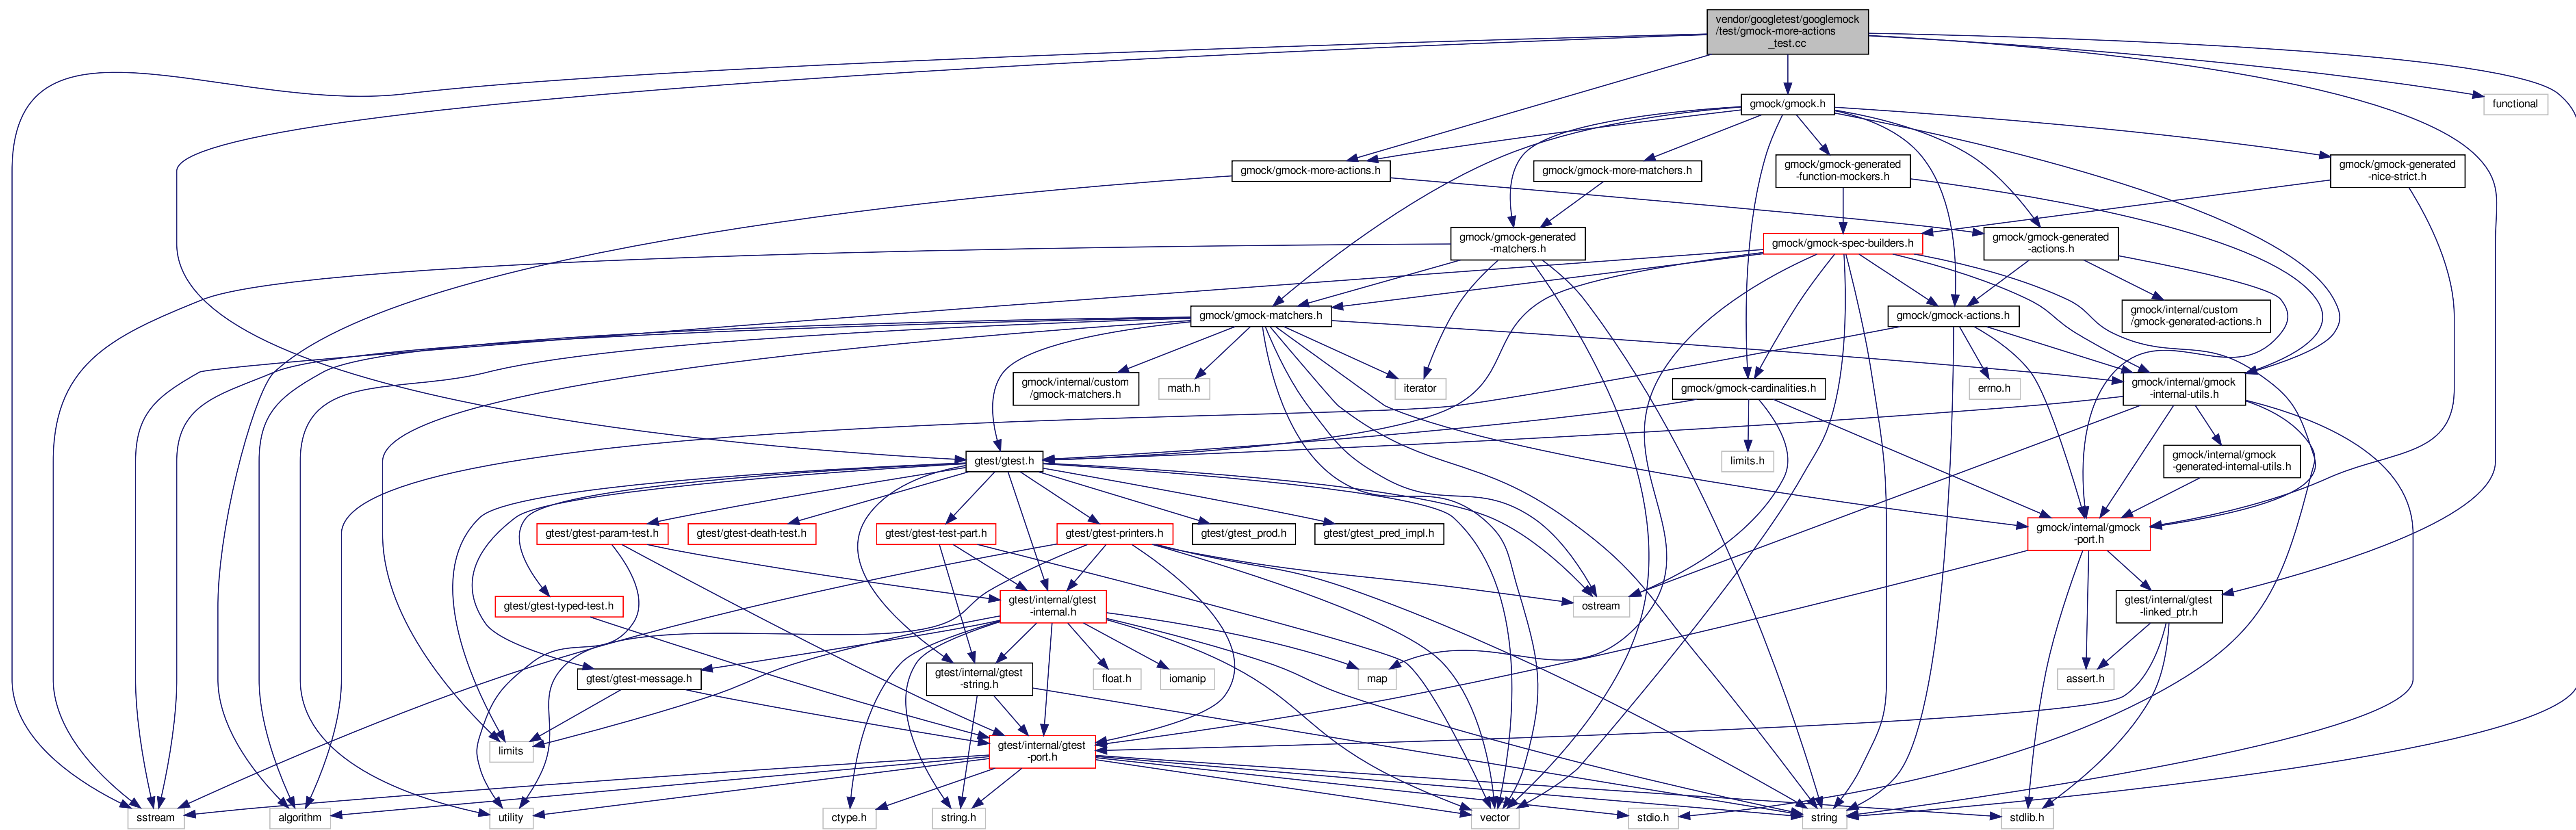 vendor/googletest/googlemock
/test/gmock-more-actions
_test.cc
gmock/gmock.h
functional
gmock/gmock-more-actions.h
gmock/gmock-more-matchers.h
gmock/gmock-generated
-function-mockers.h
gmock/gmock-generated
-nice-strict.h
gmock/gmock-generated
-matchers.h
gmock/gmock-spec-builders.h
gmock/gmock-generated
-actions.h
gmock/gmock-matchers.h
gmock/gmock-actions.h
gmock/internal/custom
/gmock-generated-actions.h
gmock/internal/custom
/gmock-matchers.h
math.h
iterator
gmock/gmock-cardinalities.h
errno.h
gmock/internal/gmock
-internal-utils.h
gtest/gtest.h
limits.h
gmock/internal/gmock
-generated-internal-utils.h
gtest/gtest-param-test.h
gtest/gtest-death-test.h
gtest/gtest-test-part.h
gtest/gtest-printers.h
gtest/gtest_prod.h
gtest/gtest_pred_impl.h
gmock/internal/gmock
-port.h
gtest/gtest-typed-test.h
gtest/internal/gtest
-internal.h
ostream
gtest/internal/gtest
-linked_ptr.h
gtest/gtest-message.h
gtest/internal/gtest
-string.h
float.h
iomanip
map
assert.h
limits
gtest/internal/gtest
-port.h
sstream
algorithm
utility
ctype.h
string.h
vector
stdio.h
string
stdlib.h